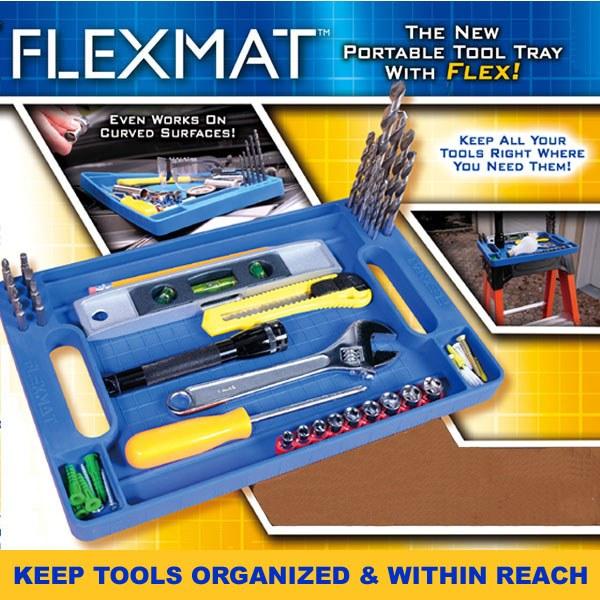 FLEXMAT™
THE NEW
PORTABLE TOOL TRAY
WITH FLEX!
EVEN WORKS ON
CURVED SURFACES!
KEEP ALL YOUR
TOOLS RIGHT WHERE
YOU NEED THEM!
FLEXMAT
FLEXMAT
KEEP TOOLS ORGANIZED & WITHIN REACH